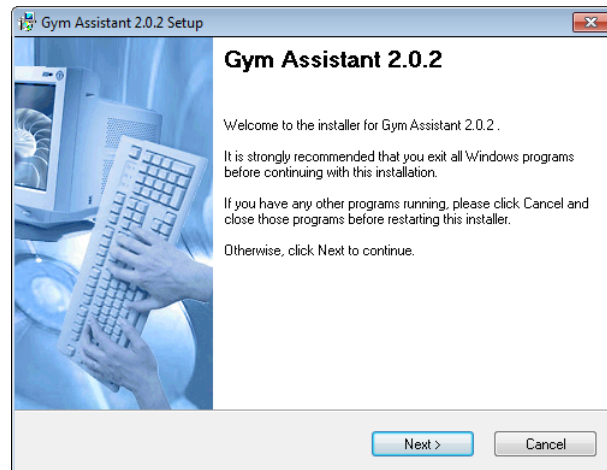 Gym Assistant 2.0.2 Setup
Gym Assistant 2.0.2
Welcome to the installer for Gym Assistant 2.0.2 .
It is strongly recommended that you exit all Windows programs
before continuing with this installation.
If you have any other programs running, please click Cancel and
close those programs before restarting this installer.
Otherwise, click Next to continue.
Next >
Cancel